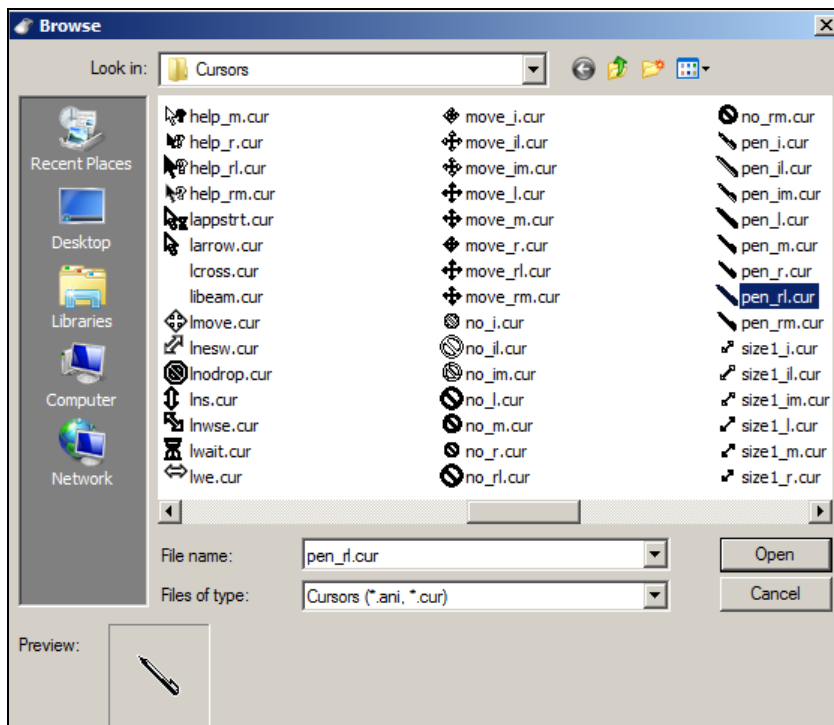 Browse
Look in:
Cursors
Recent Places
Desktop
Libraries
Computer
Network
help_m.cur
help_r.cur
help_rl.cur
help_rm.cur
lappstrt.cur
larrow.cur
lcross.cur
libeam.cur
lmove.cur
lnesw.cur
lnodrop.cur
lns.cur
lnwse.cur
lwait.cur
lwe.cur
move_i.cur
move_il.cur
move_im.cur
move_l.cur
move_m.cur
move_r.cur
move_rl.cur
move_rm.cur
no_i.cur
no_il.cur
no_im.cur
no_l.cur
no_m.cur
no_r.cur
no_rl.cur
no_rm.cur
pen_i.cur
pen_il.cur
pen_im.cur
pen_l.cur
pen_m.cur
pen_r.cur
pen_rl.cur
pen_rm.cur
size1_i.cur
size1_il.cur
size1_im.cur
size1_l.cur
size1_m.cur
size1_r.cur
File name:
pen_rl.cur
Open
Files of type:
Cursors (*.ani, *.cur)
Cancel
Preview: